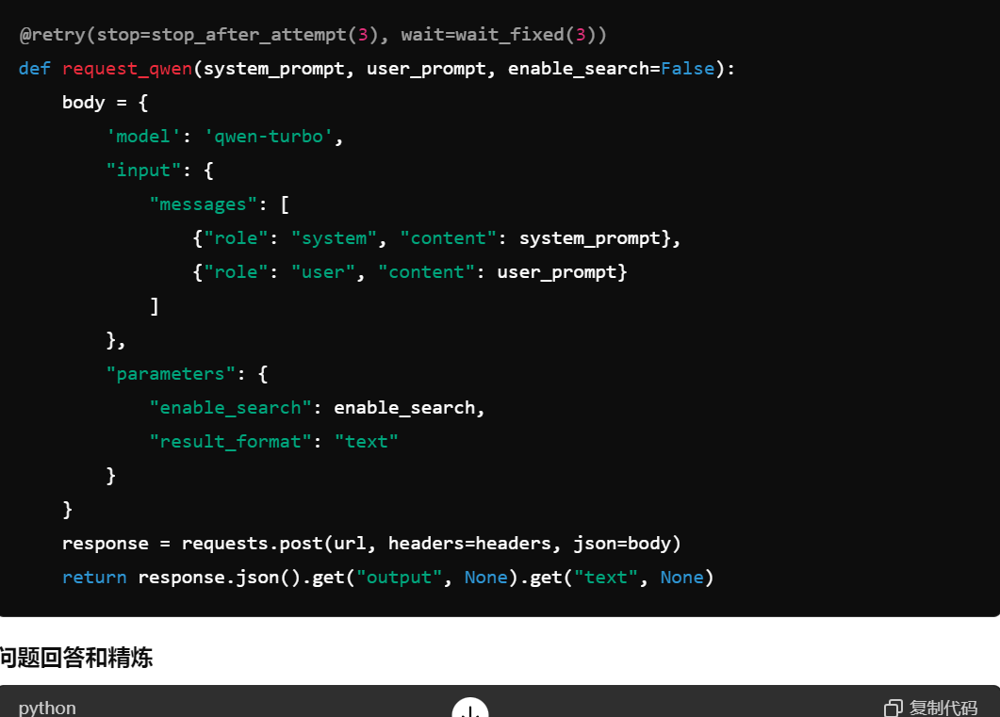 @retry(stop=stop_after_attempt(3), wait=wait_fixed(3))
def request_qwen(system_prompt, user_prompt, enable_search=False):
    body = {
        'model': 'qwen-turbo',
        "input": {
            "messages": [
                {"role": "system", "content": system_prompt},
                {"role": "user", "content": user_prompt}
            ]
        },
        "parameters": {
            "enable_search": enable_search,
            "result_format": "text"
        }
    }
    response = requests.post(url, headers=headers, json=body)
    return response.json().get("output", None).get("text", None)
问题回答和精炼
python 复制代码